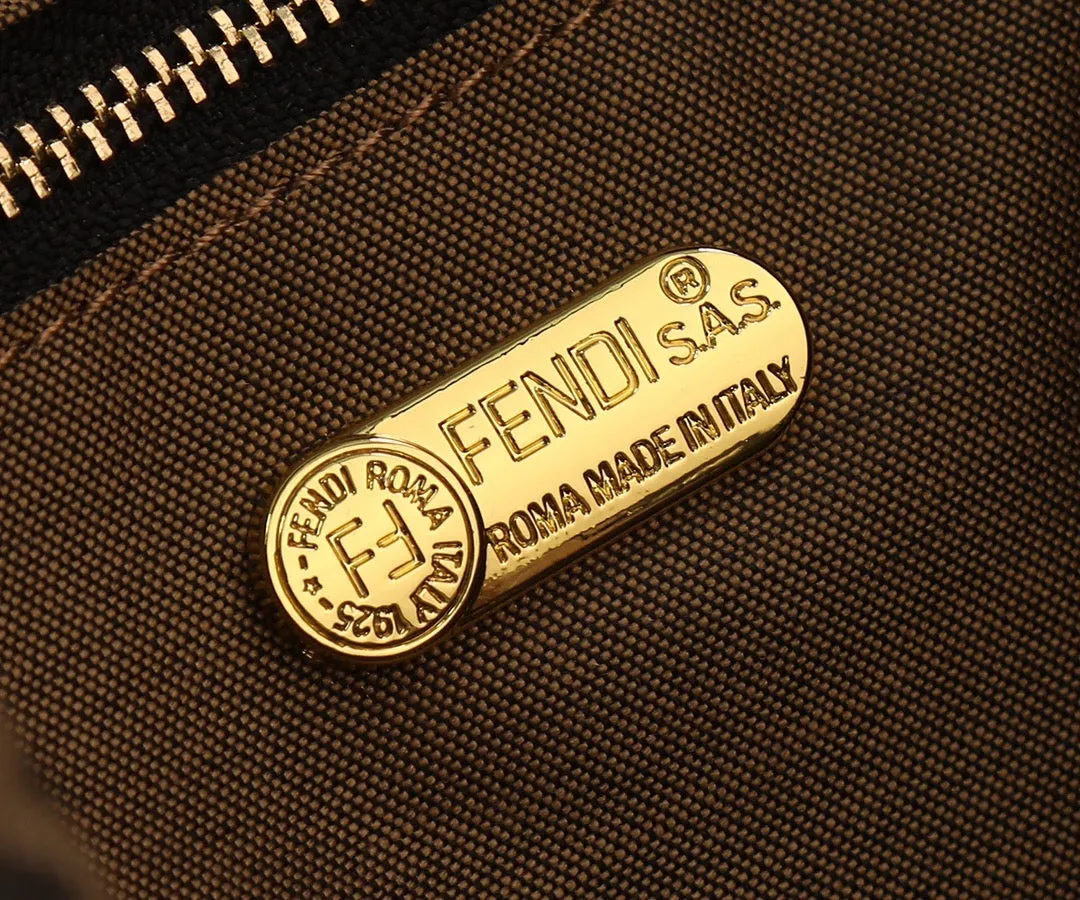 FENDI ® S.A.S.
ROMA MADE IN ITALY
FENDI ROMA ITALY 1925
FF